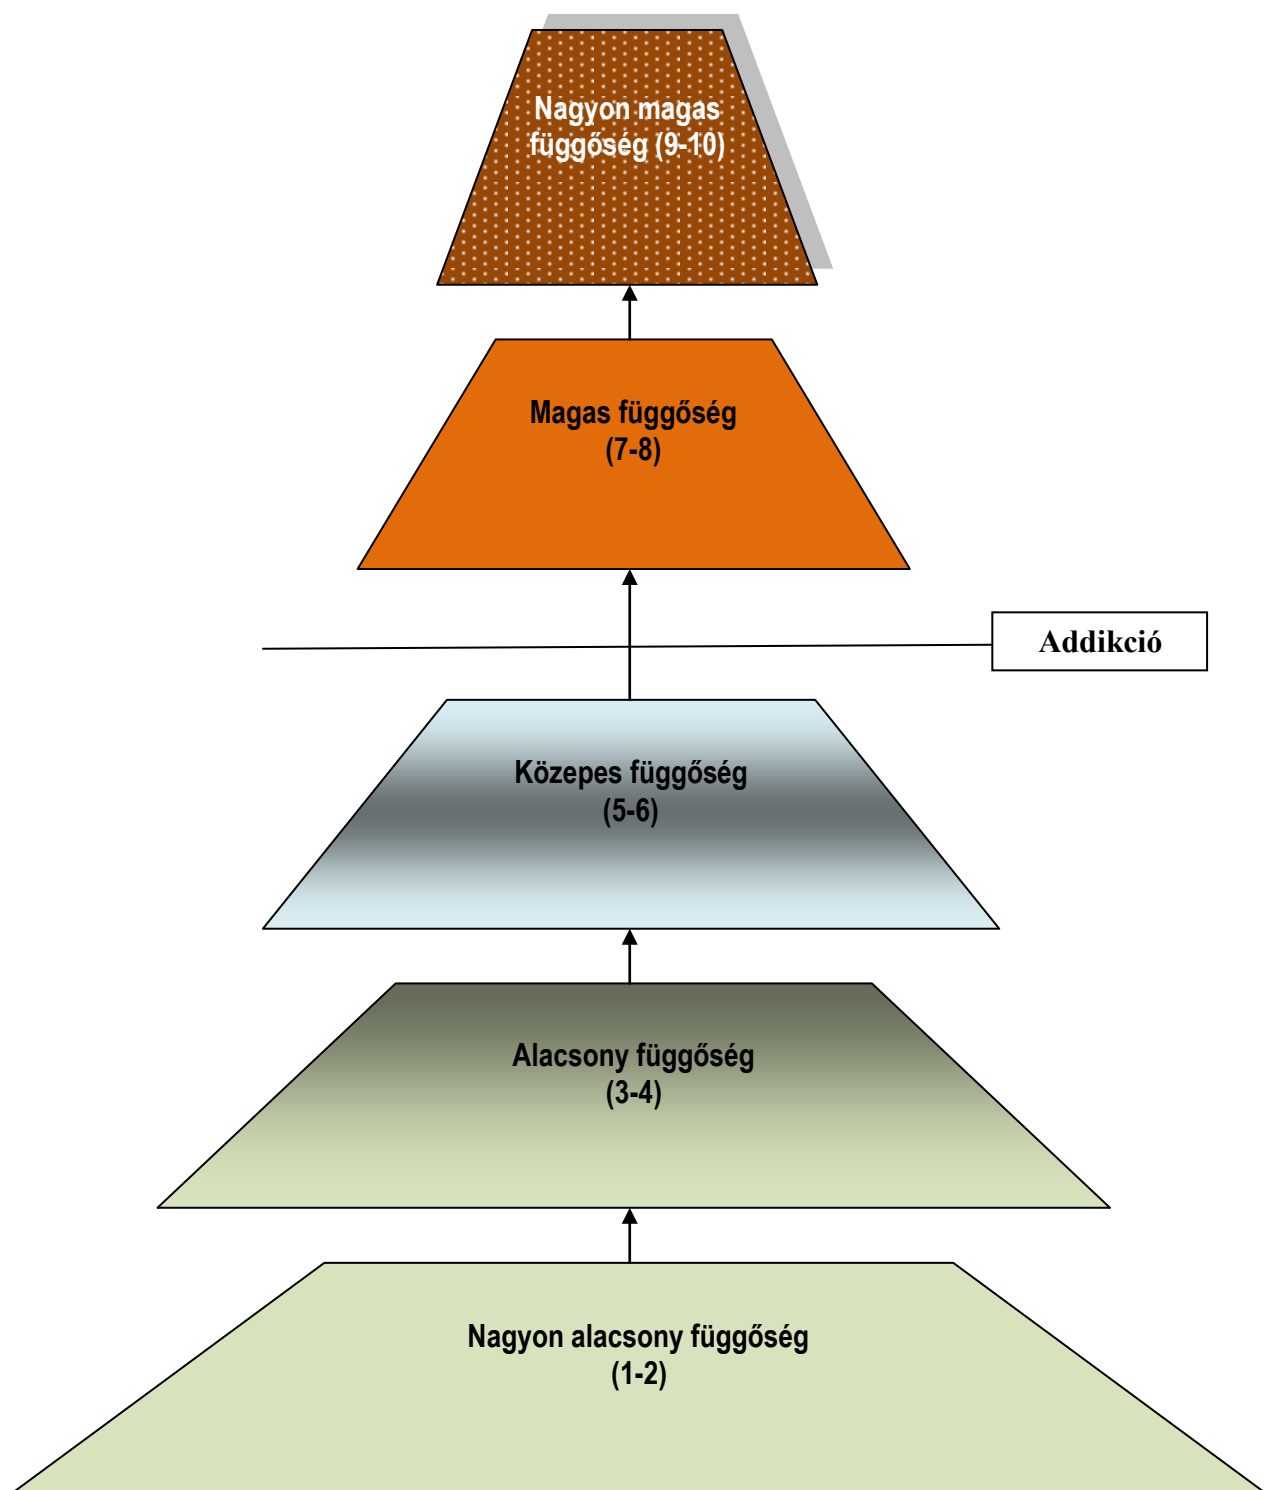 Nagyon magas
függőség (9-10)
Magas függőség
(7-8)
Addikció
Közepes függőség
(5-6)
Alacsony függőség
(3-4)
Nagyon alacsony függőség
(1-2)